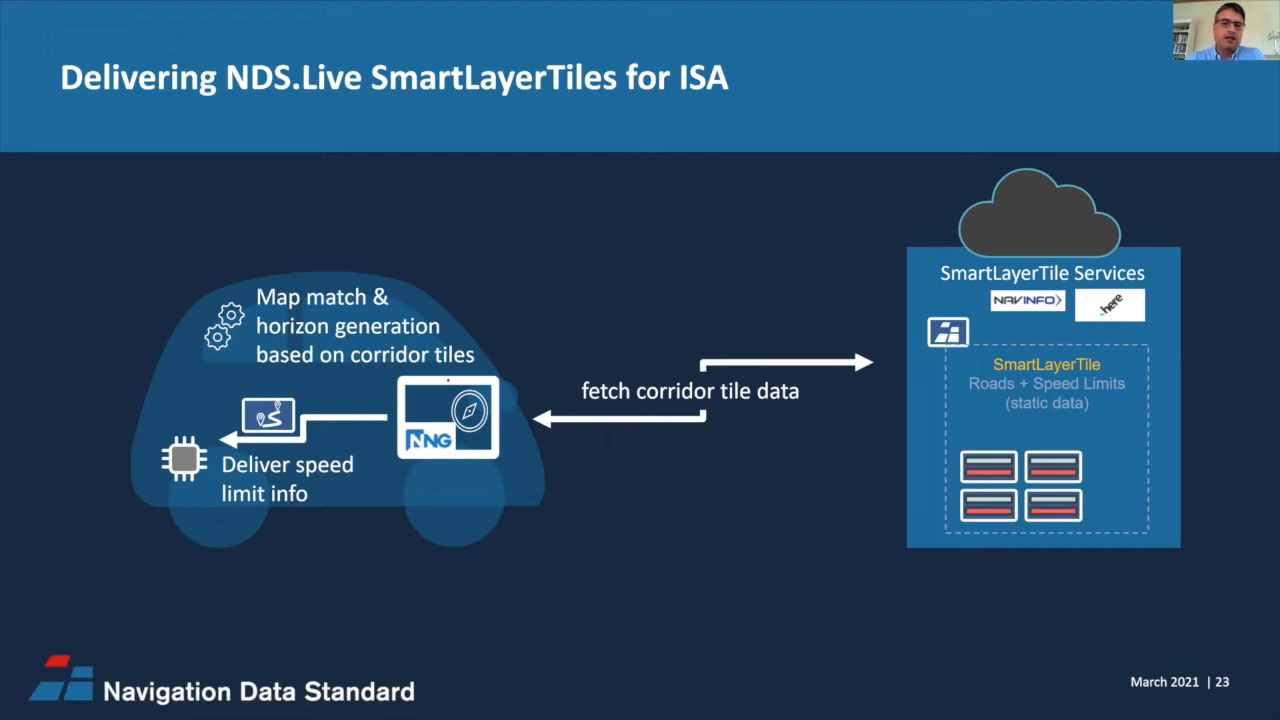 Delivering NDS.Live SmartLayerTiles for ISA
SmartLayerTile Services
NAVINFO
here
Map match &
horizon generation
based on corridor tiles
SmartLayerTile
Roads + Speed Limits
(static data)
fetch corridor tile data
NNG
Deliver speed
limit info
Navigation Data Standard
March 2021 | 23